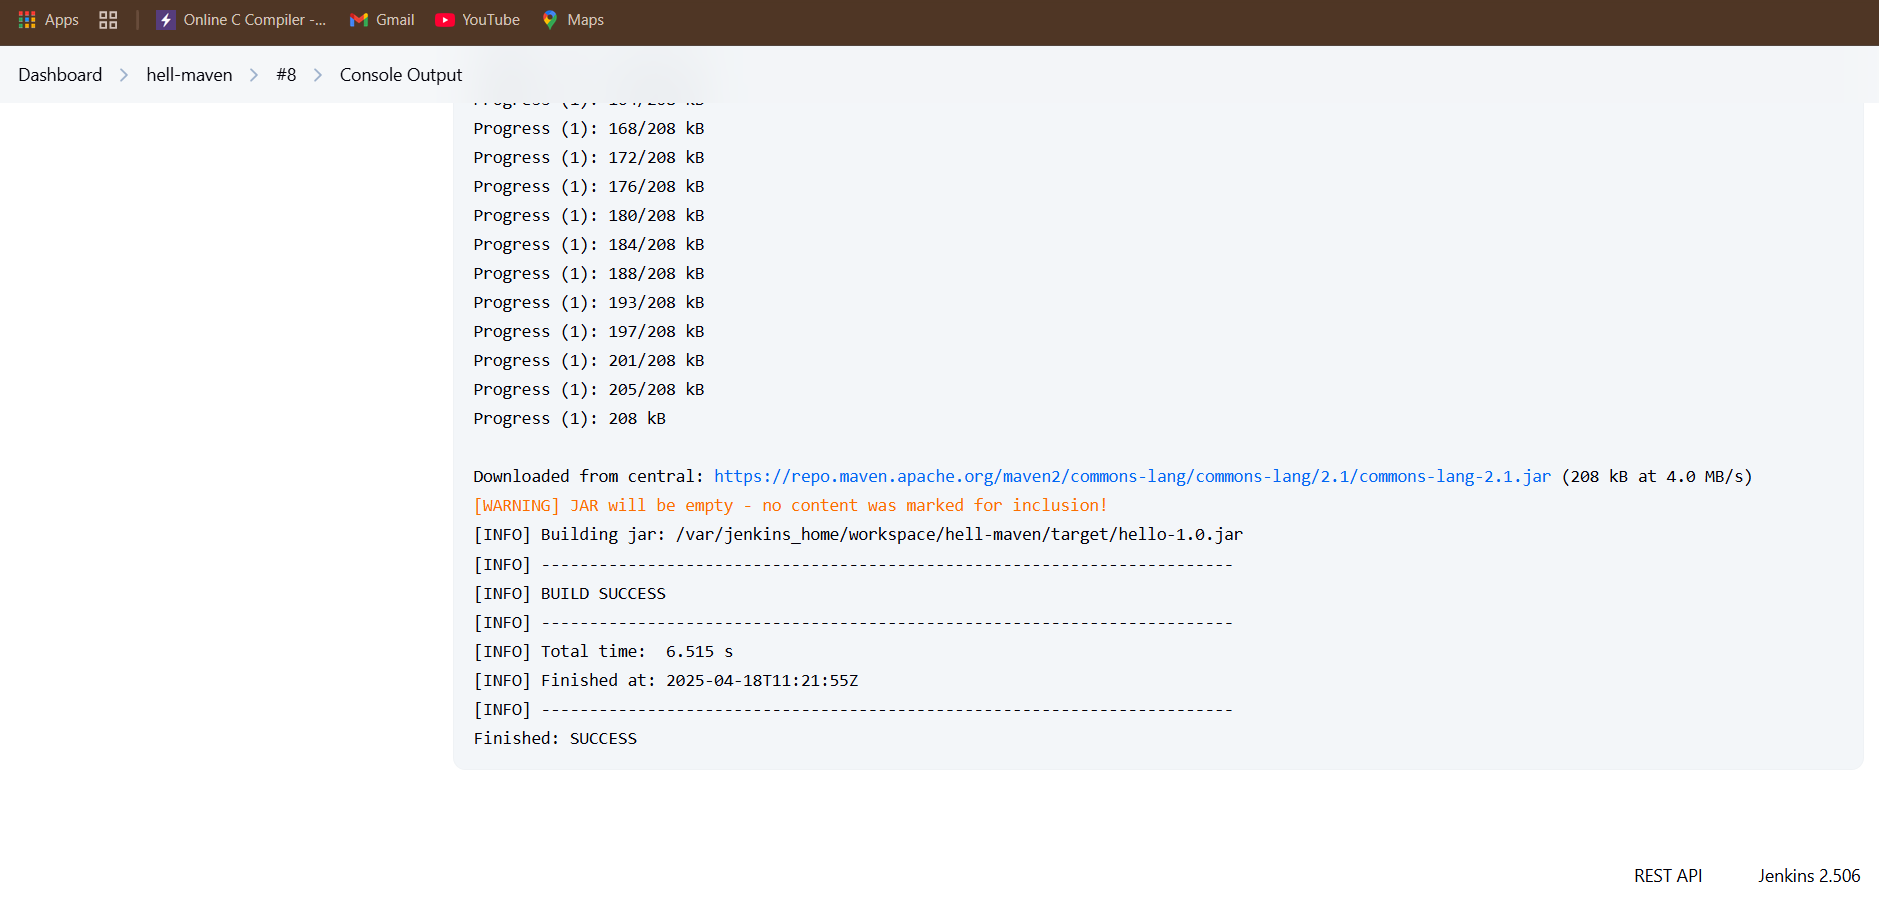 Apps Online C Compiler -... Gmail YouTube Maps
Dashboard hell-maven #8 Console Output
Progress (1): 168/208 kB
Progress (1): 172/208 kB
Progress (1): 176/208 kB
Progress (1): 180/208 kB
Progress (1): 184/208 kB
Progress (1): 188/208 kB
Progress (1): 193/208 kB
Progress (1): 197/208 kB
Progress (1): 201/208 kB
Progress (1): 205/208 kB
Progress (1): 208 kB
Downloaded from central: https://repo.maven.apache.org/maven2/commons-lang/commons-lang/2.1/commons-lang-2.1.jar (208 kB at 4.0 MB/s)
[WARNING] JAR will be empty - no content was marked for inclusion!
[INFO] Building jar: /var/jenkins_home/workspace/hell-maven/target/hello-1.0.jar
[INFO] ------------------------------------------------------------------------
[INFO] BUILD SUCCESS
[INFO] ------------------------------------------------------------------------
[INFO] Total time:  6.515 s
[INFO] Finished at: 2025-04-18T11:21:55Z
[INFO] ------------------------------------------------------------------------
Finished: SUCCESS
REST API Jenkins 2.506